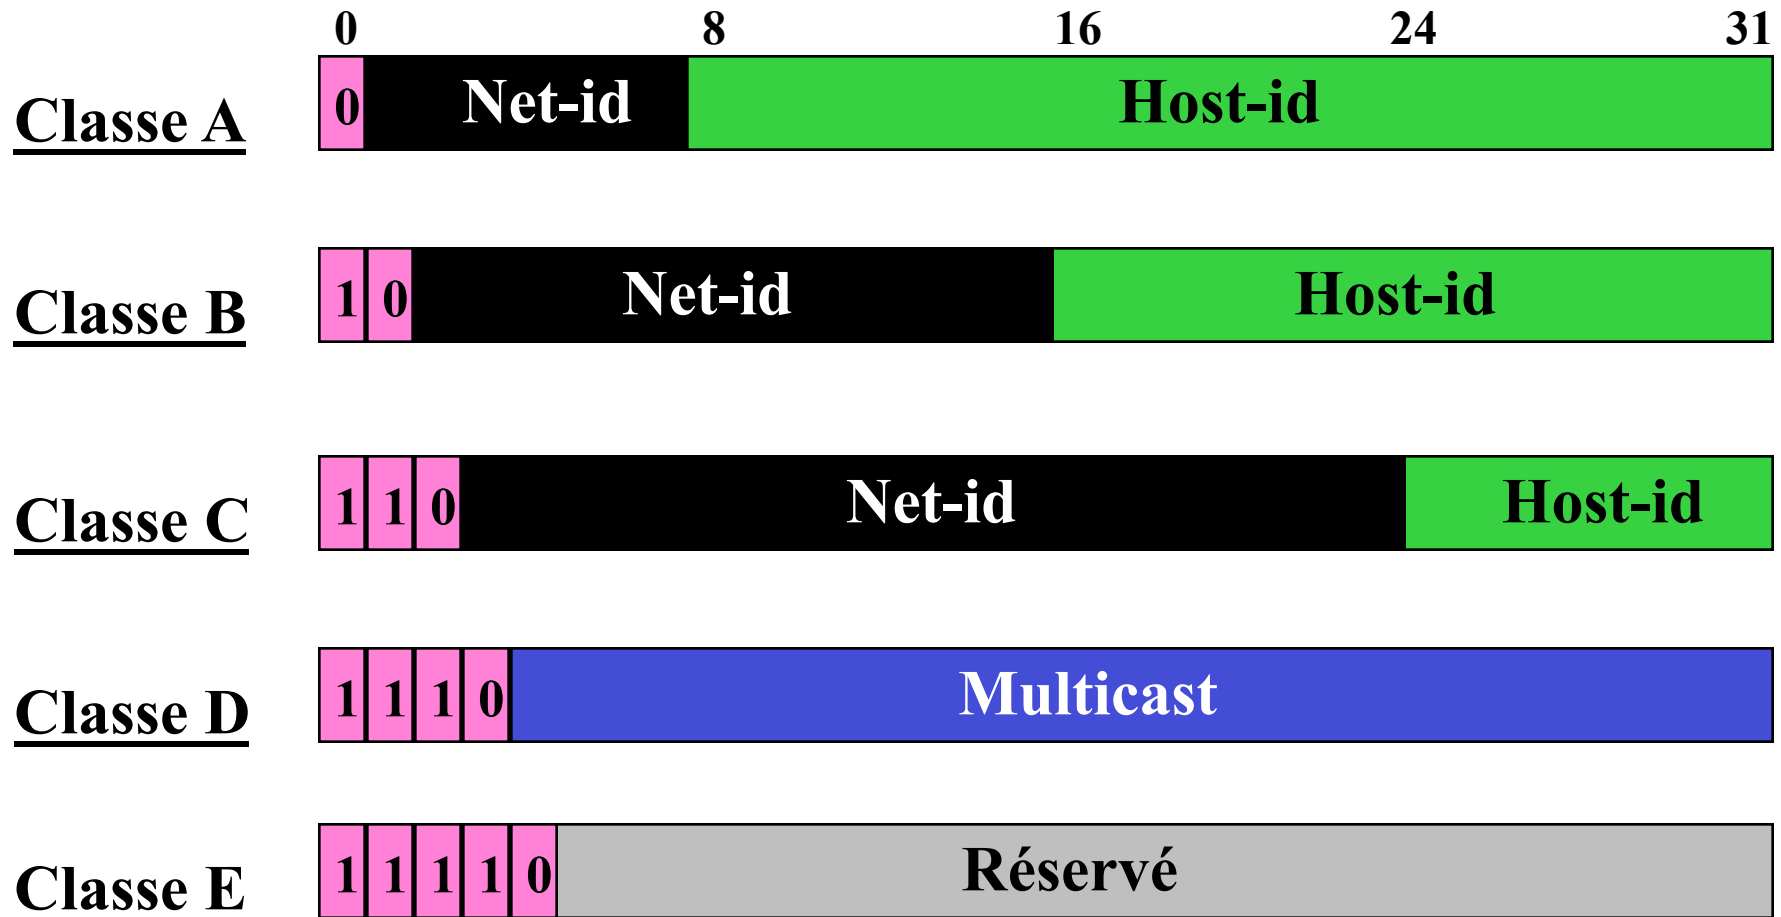 0 8 16 24 31
Classe A 0 Net-id Host-id
Classe B 1 0 Net-id Host-id
Classe C 1 1 0 Net-id Host-id
Classe D 1 1 1 0 Multicast
Classe E 1 1 1 1 0 Réservé